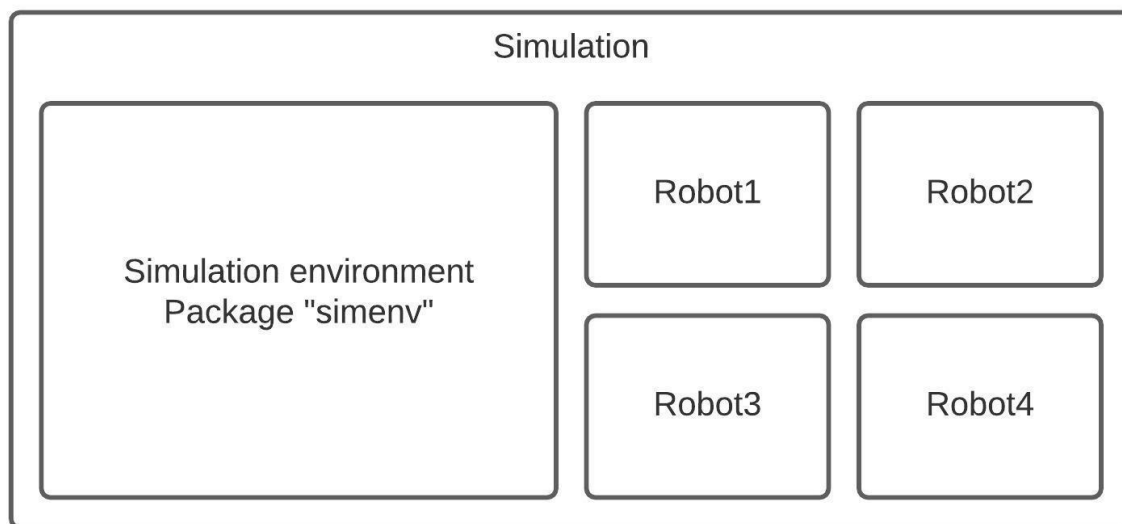 Simulation
Simulation environment
Package "simenv"
Robot1
Robot2
Robot3
Robot4